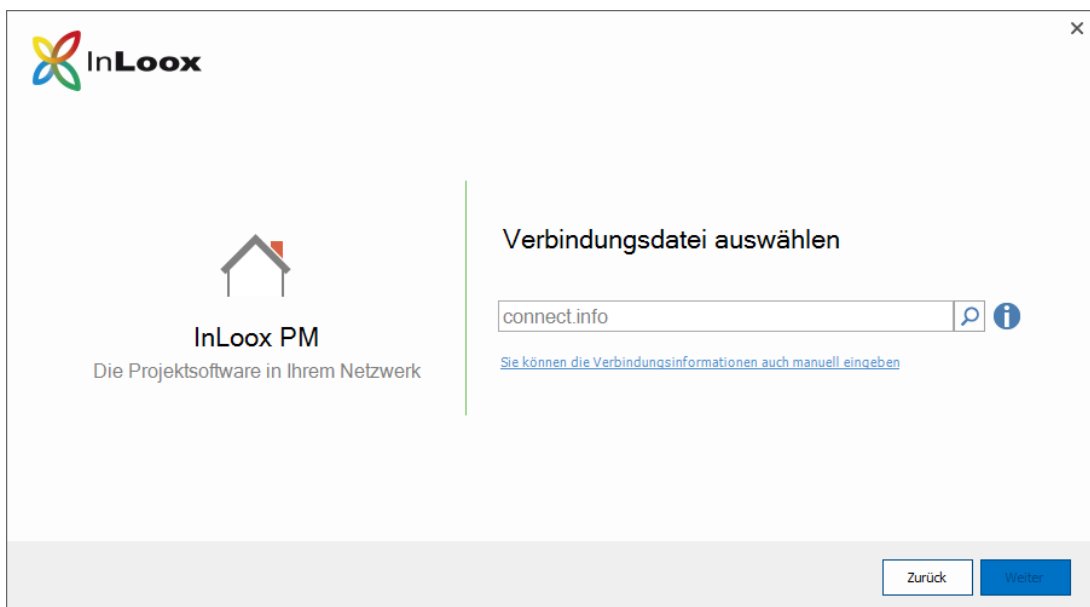 InLoox
InLoox PM
Die Projektsoftware in Ihrem Netzwerk
Verbindungsdatei auswählen
connect.info
Sie können die Verbindungsinformationen auch manuell eingeben
Zurück
Weiter